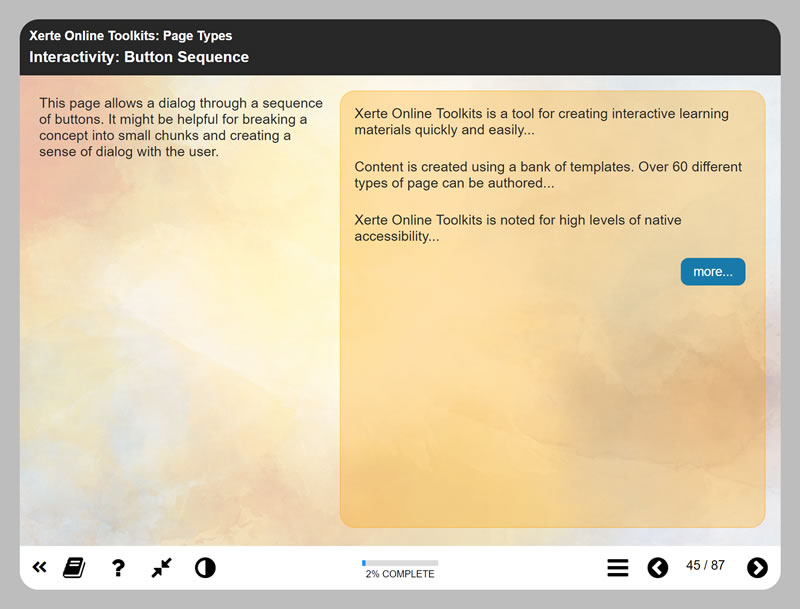 Xerte Online Toolkits: Page Types
Interactivity: Button Sequence
This page allows a dialog through a sequence
of buttons. It might be helpful for breaking a
concept into small chunks and creating a
sense of dialog with the user.
Xerte Online Toolkits is a tool for creating interactive learning
materials quickly and easily...
Content is created using a bank of templates. Over 60 different
types of page can be authored...
Xerte Online Toolkits is noted for high levels of native
accessibility...
more...
2% COMPLETE
45 / 87